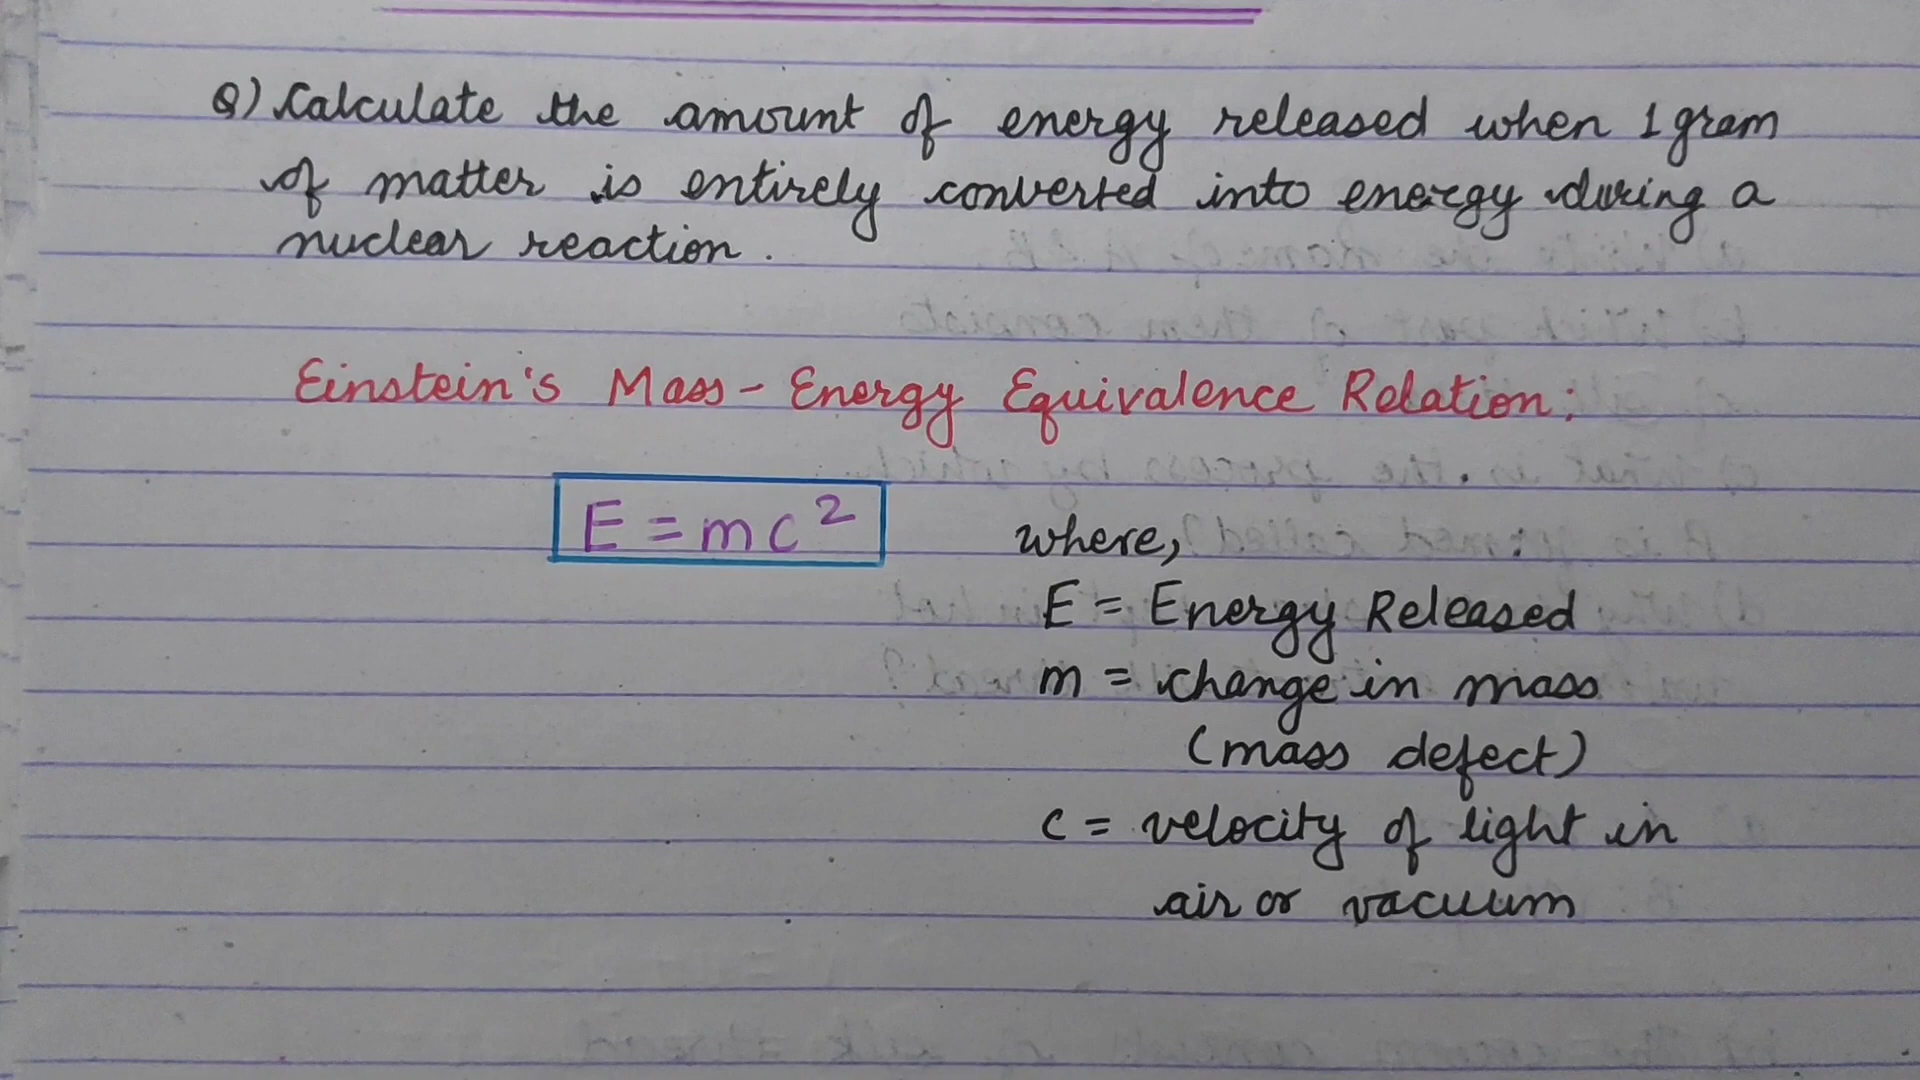 Q) Calculate the amount of energy released when 1 gram
of matter is entirely converted into energy during a
nuclear reaction.
Einstein's Mass - Energy Equivalence Relation:
E = mc²
where,
E = Energy Released
m = change in mass
(mass defect)
c = velocity of light in
air or vacuum